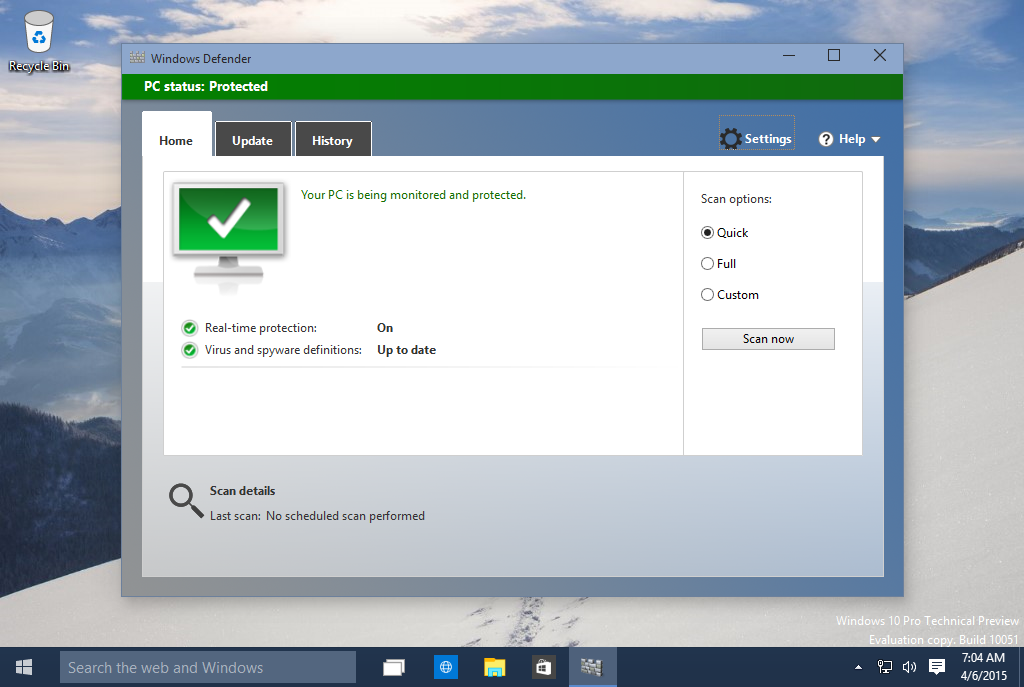 Recycle Bin
Windows Defender
PC status: Protected
Home
Update
History
Settings
? Help
Your PC is being monitored and protected.
Scan options:
Quick
Full
Custom
Real-time protection: On
Virus and spyware definitions: Up to date
Scan now
Scan details
Last scan: No scheduled scan performed
Windows 10 Pro Technical Preview
Evaluation copy. Build 10051
Search the web and Windows
7:04 AM
4/6/2015